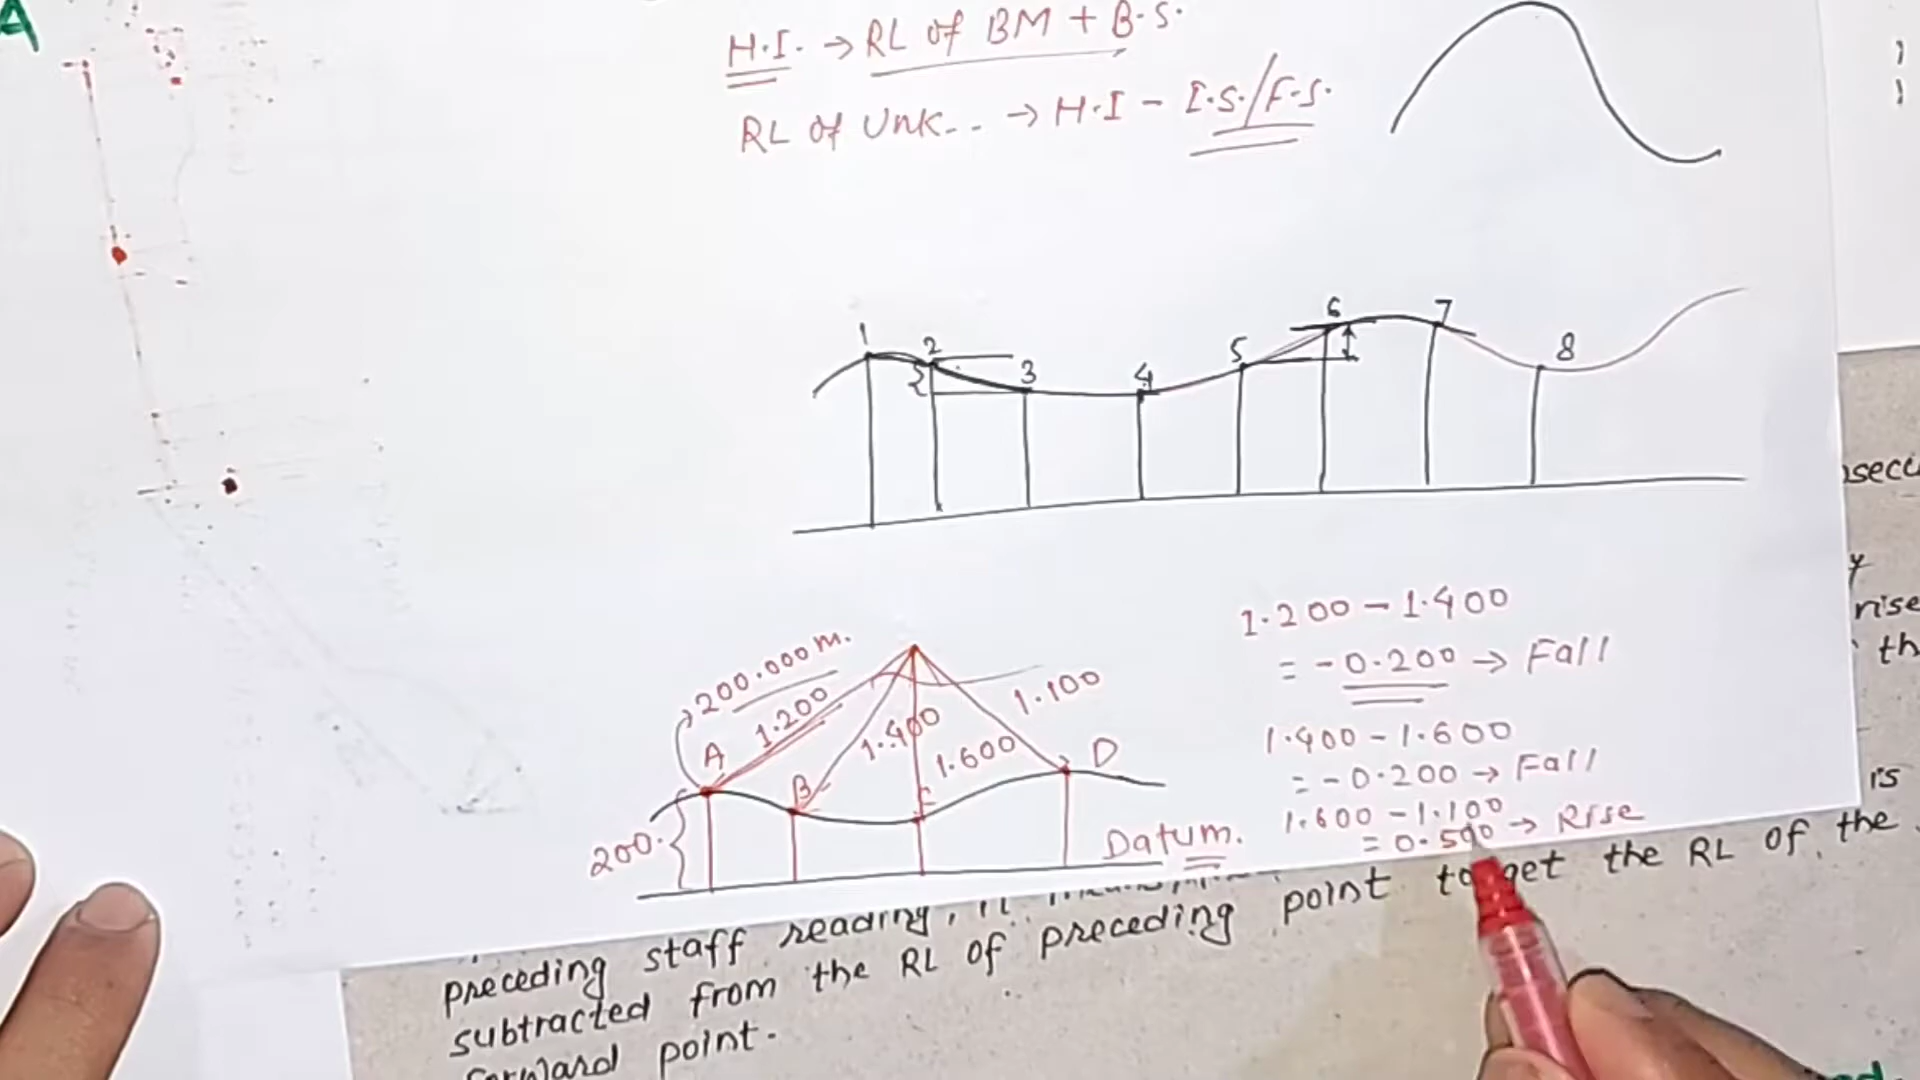 A
H.I. → RL of BM + B.S.
RL of Unk.. → H.I - I.S./F.S.
1 2 3 4 5 6 7 8
200.000m.
1.200
1.400
1.600
1.100
A B C D
200.
Datum.
1.200 - 1.400
= -0.200 → Fall
1.400 - 1.600
= -0.200 → Fall
1.600 - 1.100
= 0.500 → Rise
rise
th
is
preceding staff reading, it
subtracted from the RL of preceding point to get the RL of the
forward point.